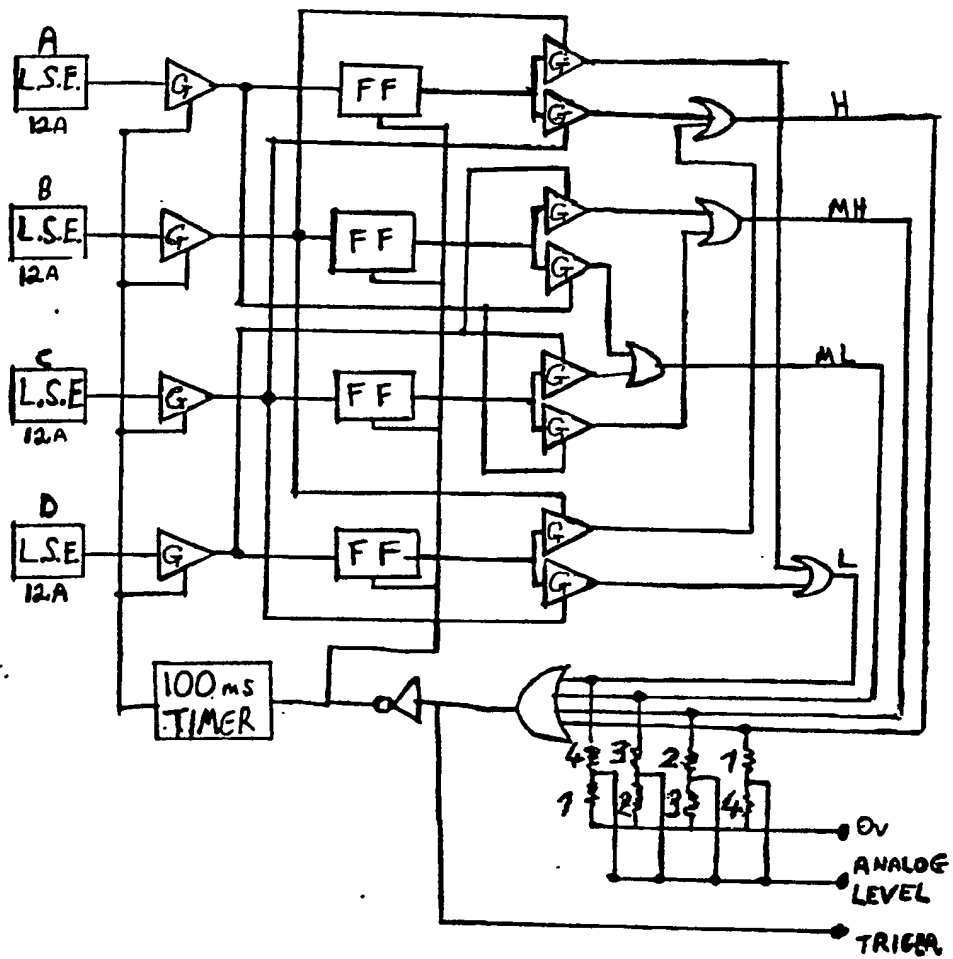 A
L.S.E.
12A
G
FF
G
G
H
B
L.S.E.
12A
G
FF
G
G
MH
C
L.S.E
12A
G
FF
G
G
ML
D
L.S.E
12A
G
FF
G
G
L
100 ms
TIMER
4 3 2 1
1 2 3 4
0v
ANALOG
LEVEL
TRIGER